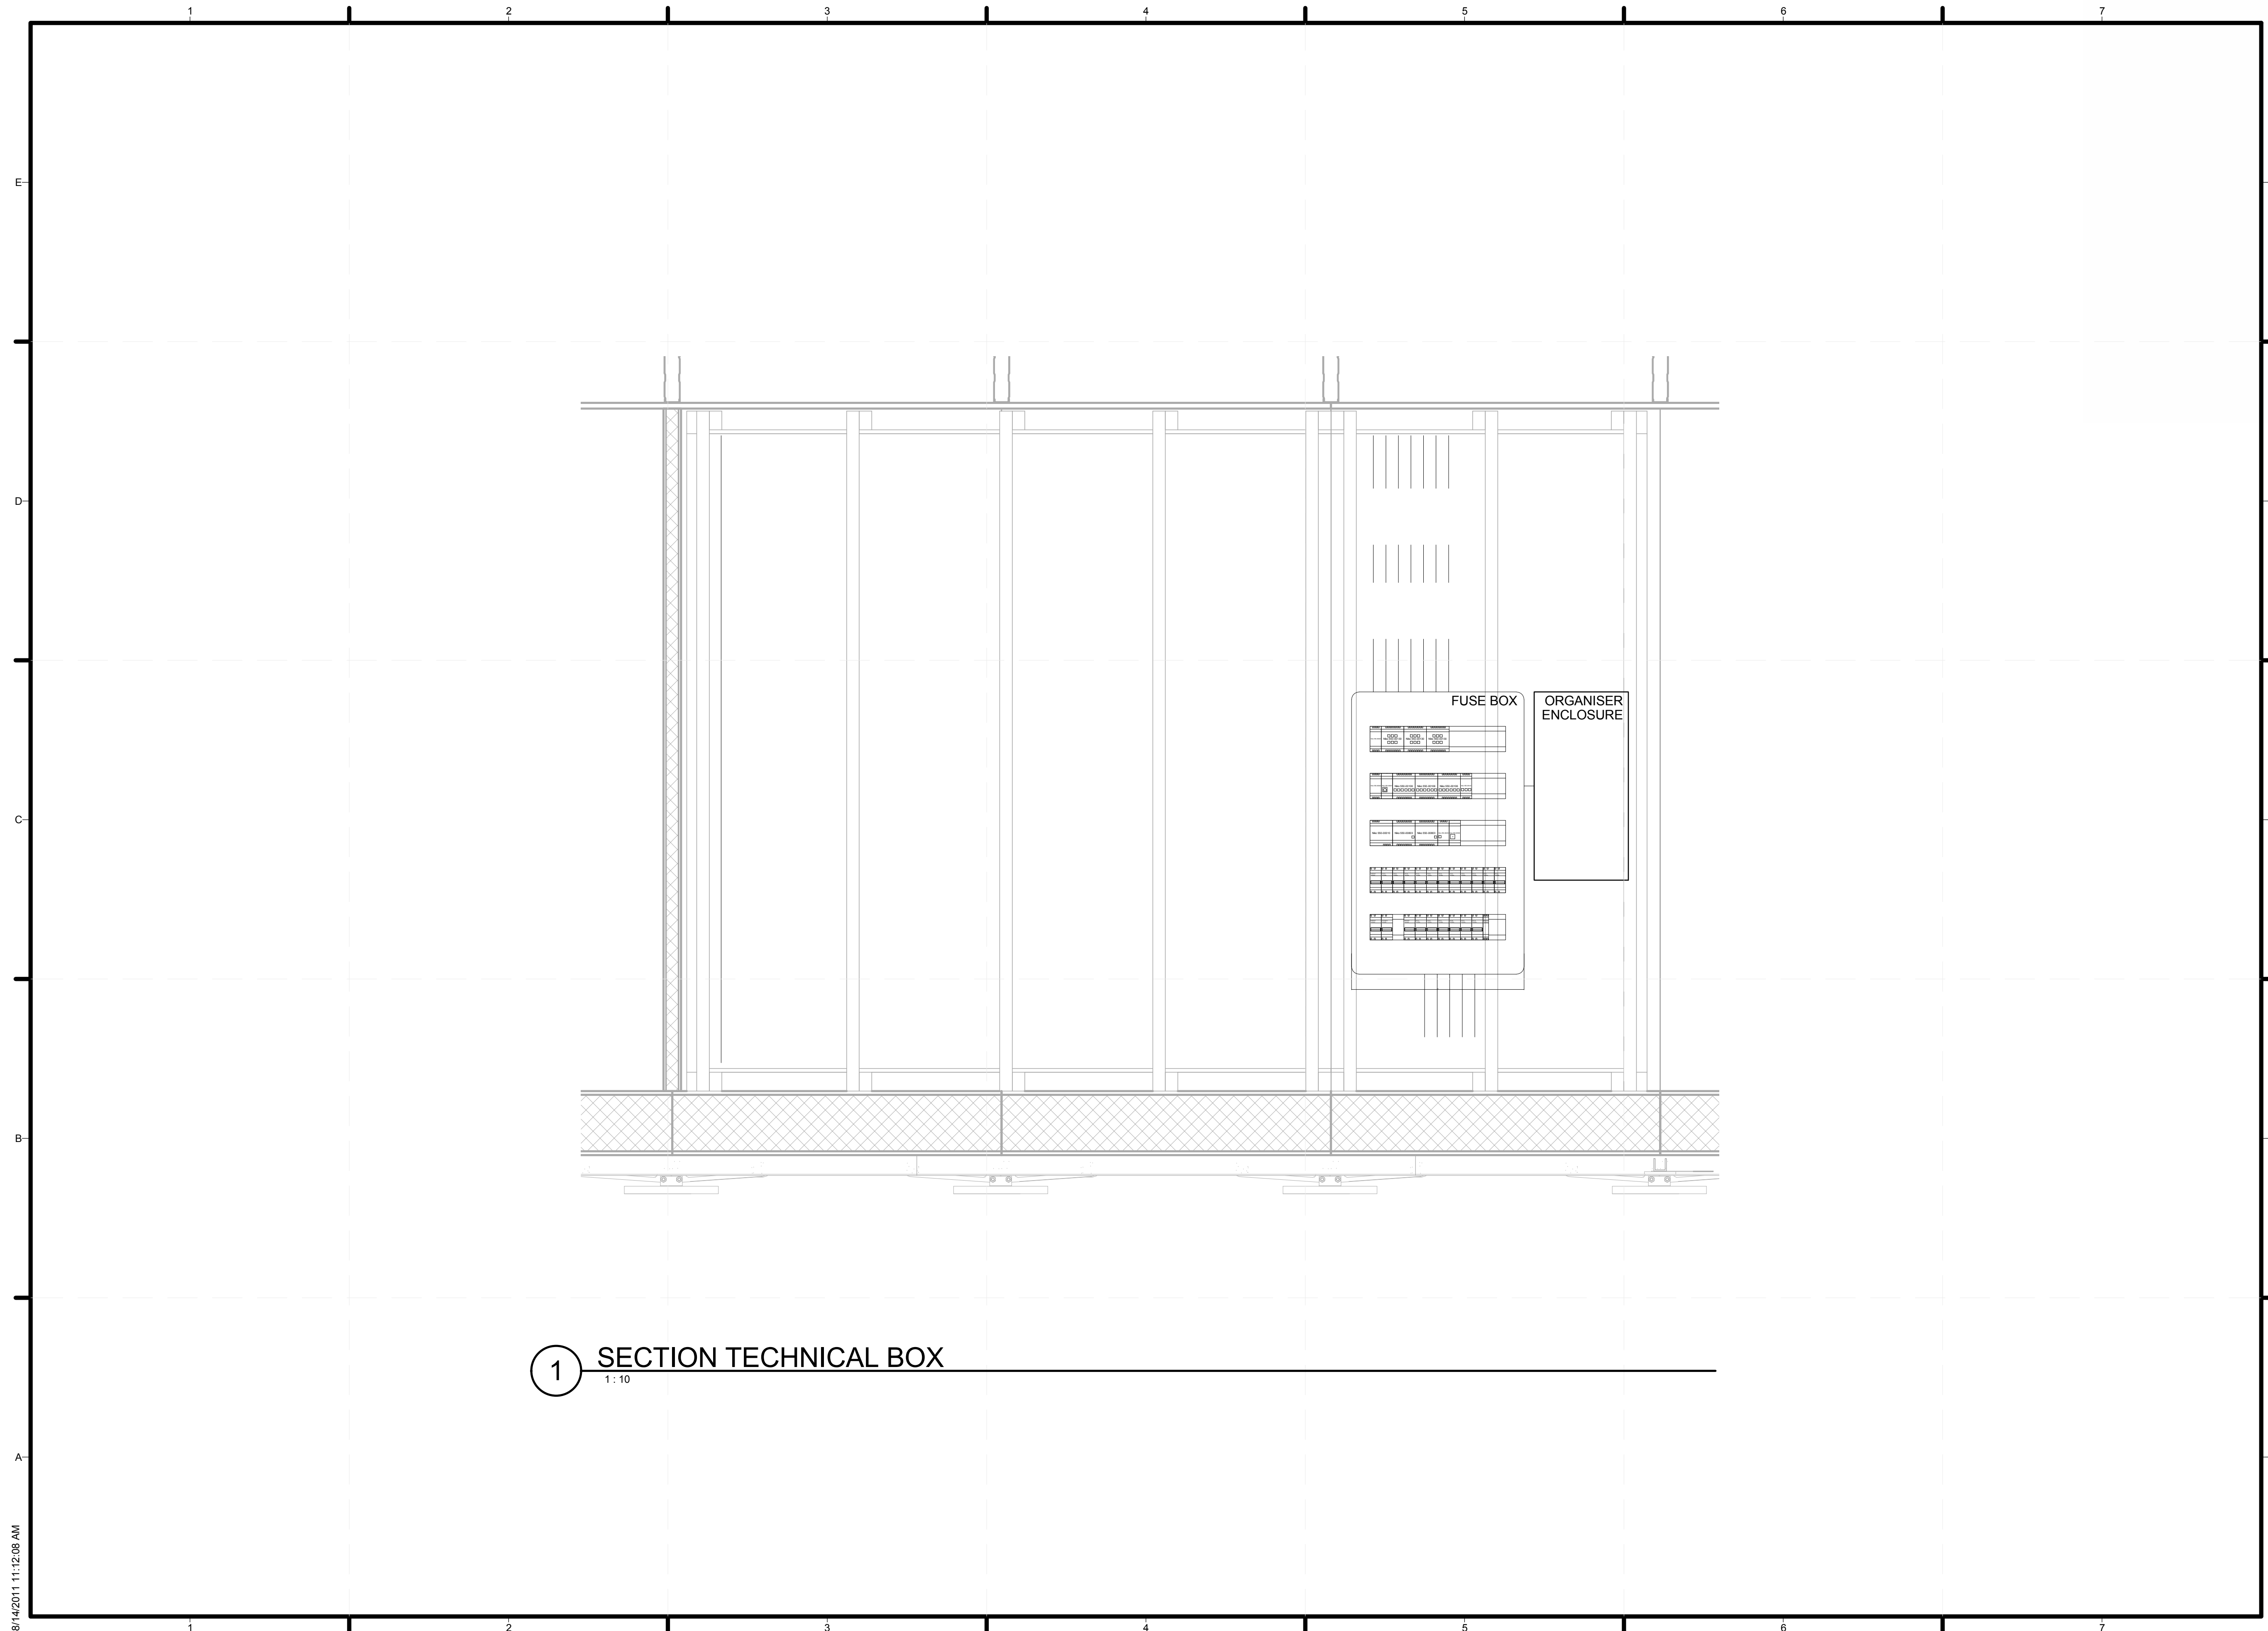 1 2 3 4 5 6 7
E
D
FUSE BOX
ORGANISER
ENCLOSURE
C
B
1
SECTION TECHNICAL BOX
1 : 10
A
8/14/2011 11:12:08 AM
1 2 3 4 5 6 7